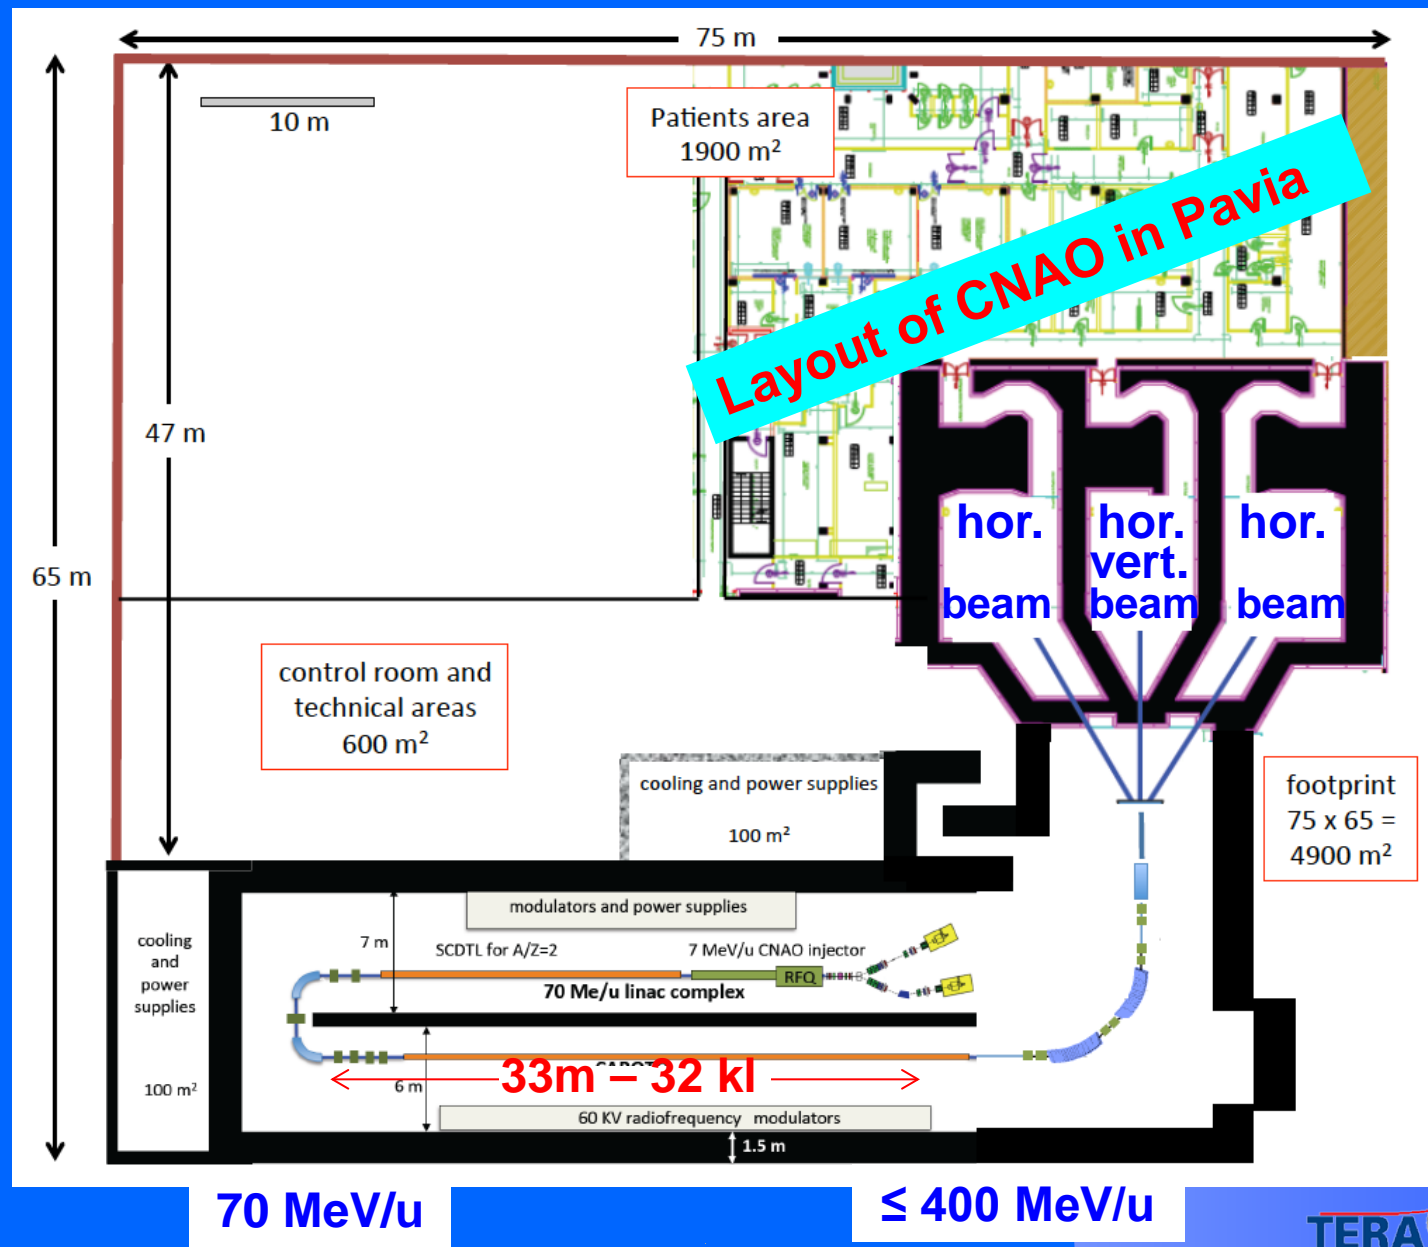 75 m
10 m
Patients area
1900 m²
Layout of CNAO in Pavia
47 m
65 m
hor.
hor.
hor.
vert.
beam
beam
beam
control room and
technical areas
600 m²
cooling and power supplies
100 m²
footprint
75 x 65 =
4900 m²
modulators and power supplies
cooling
and
power
supplies
100 m²
7 m
SCDTL for A/Z=2
7 MeV/u CNAO injector
RFQ
70 Me/u linac complex
33m – 32 kl
6 m
60 KV radiofrequency modulators
1.5 m
70 MeV/u
≤ 400 MeV/u
TERA